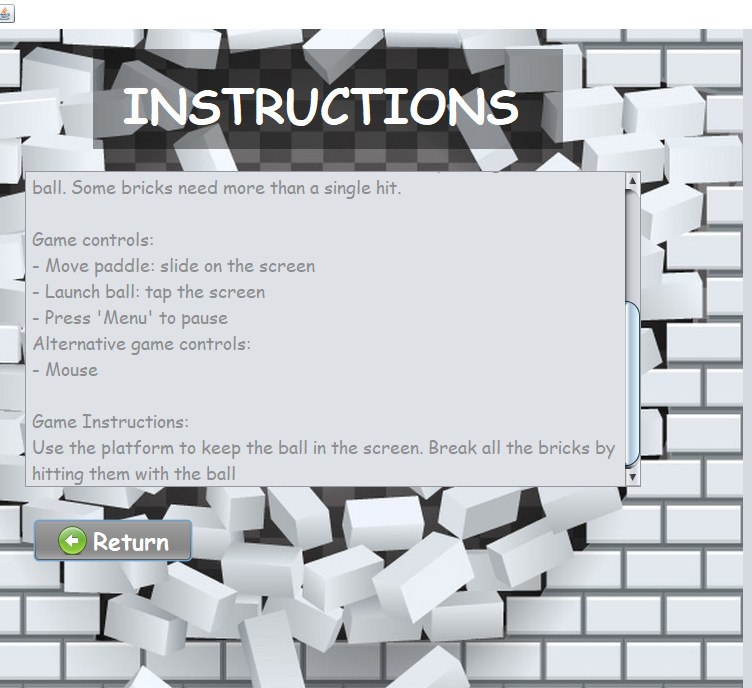 INSTRUCTIONS
ball. Some bricks need more than a single hit.
Game controls:
- Move paddle: slide on the screen
- Launch ball: tap the screen
- Press 'Menu' to pause
Alternative game controls:
- Mouse
Game Instructions:
Use the platform to keep the ball in the screen. Break all the bricks by
hitting them with the ball
Return